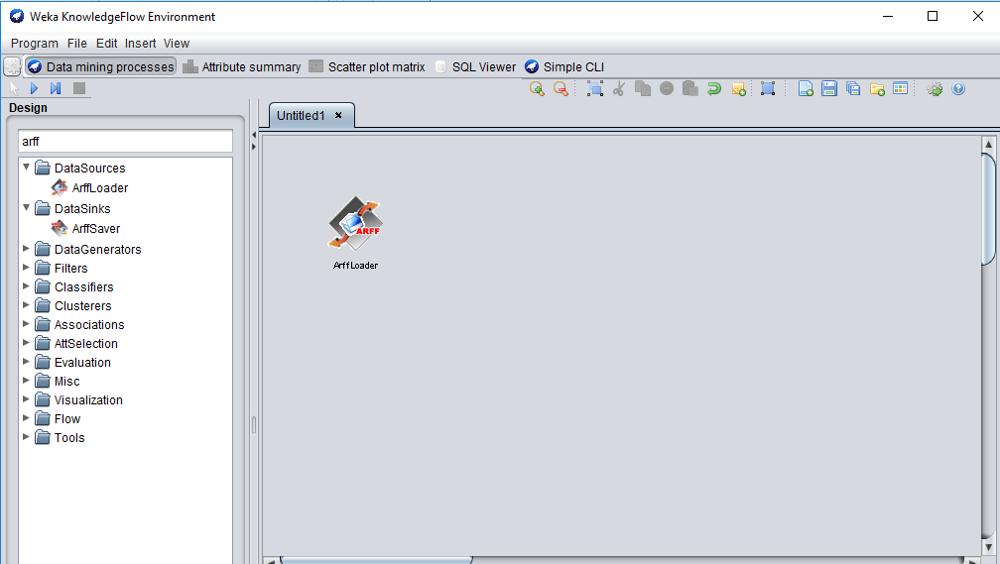 Weka KnowledgeFlow Environment
Program File Edit Insert View
Data mining processes Attribute summary Scatter plot matrix SQL Viewer Simple CLI
Design
Untitled1
arff
DataSources
ArffLoader
DataSinks
ArffSaver
DataGenerators
Filters
Classifiers
Clusterers
Associations
AttSelection
Evaluation
Misc
Visualization
Flow
Tools
ARFF
ArffLoader